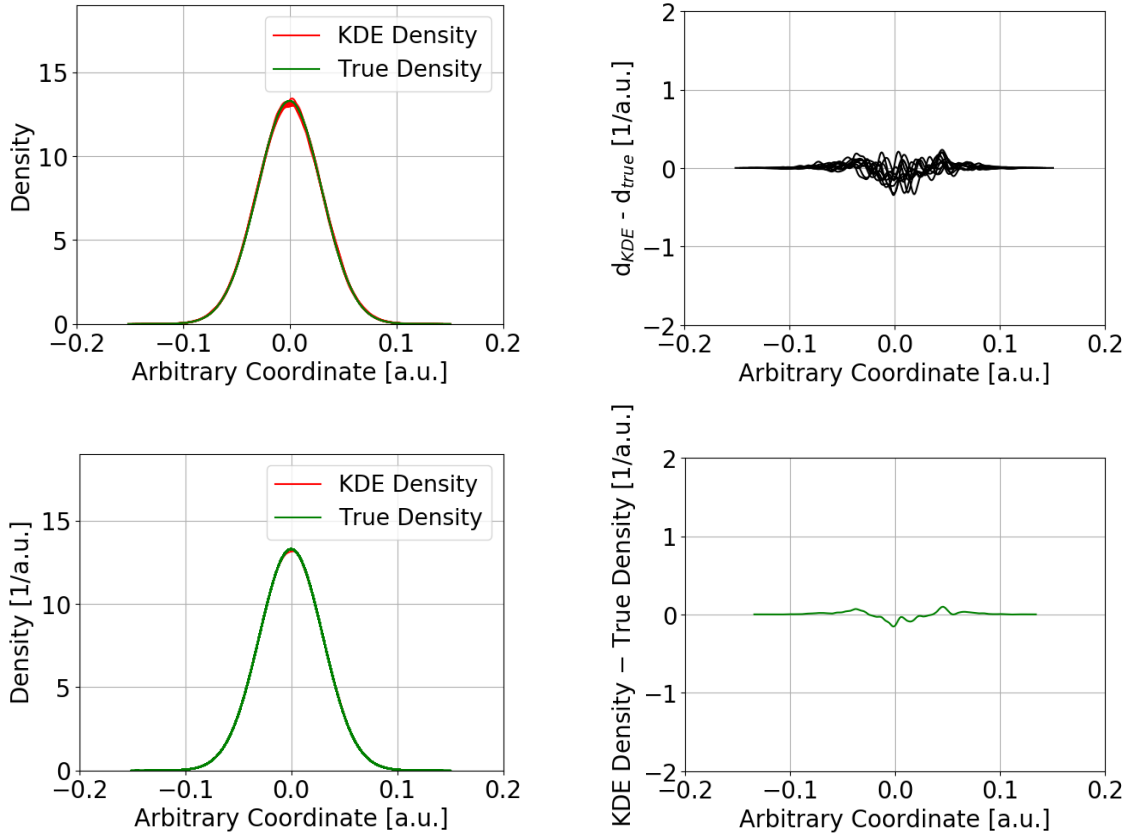 Density
15
10
5
0
KDE Density
True Density
−0.2 −0.1 0.0 0.1 0.2
Arbitrary Coordinate [a.u.]
d_KDE - d_true [1/a.u.]
2
1
0
−1
−2
−0.2 −0.1 0.0 0.1 0.2
Arbitrary Coordinate [a.u.]
Density [1/a.u.]
15
10
5
0
KDE Density
True Density
−0.2 −0.1 0.0 0.1 0.2
Arbitrary Coordinate [a.u.]
KDE Density − True Density [1/a.u.]
2
1
0
−1
−2
−0.2 −0.1 0.0 0.1 0.2
Arbitrary Coordinate [a.u.]